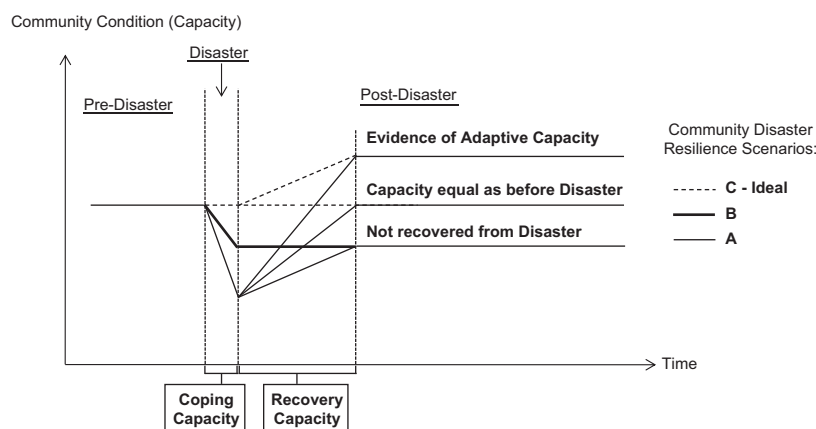 Community Condition (Capacity)
Disaster
Pre-Disaster
Post-Disaster
Evidence of Adaptive Capacity
Capacity equal as before Disaster
Not recovered from Disaster
Community Disaster
Resilience Scenarios:
C - Ideal
B
A
Time
Coping
Capacity
Recovery
Capacity